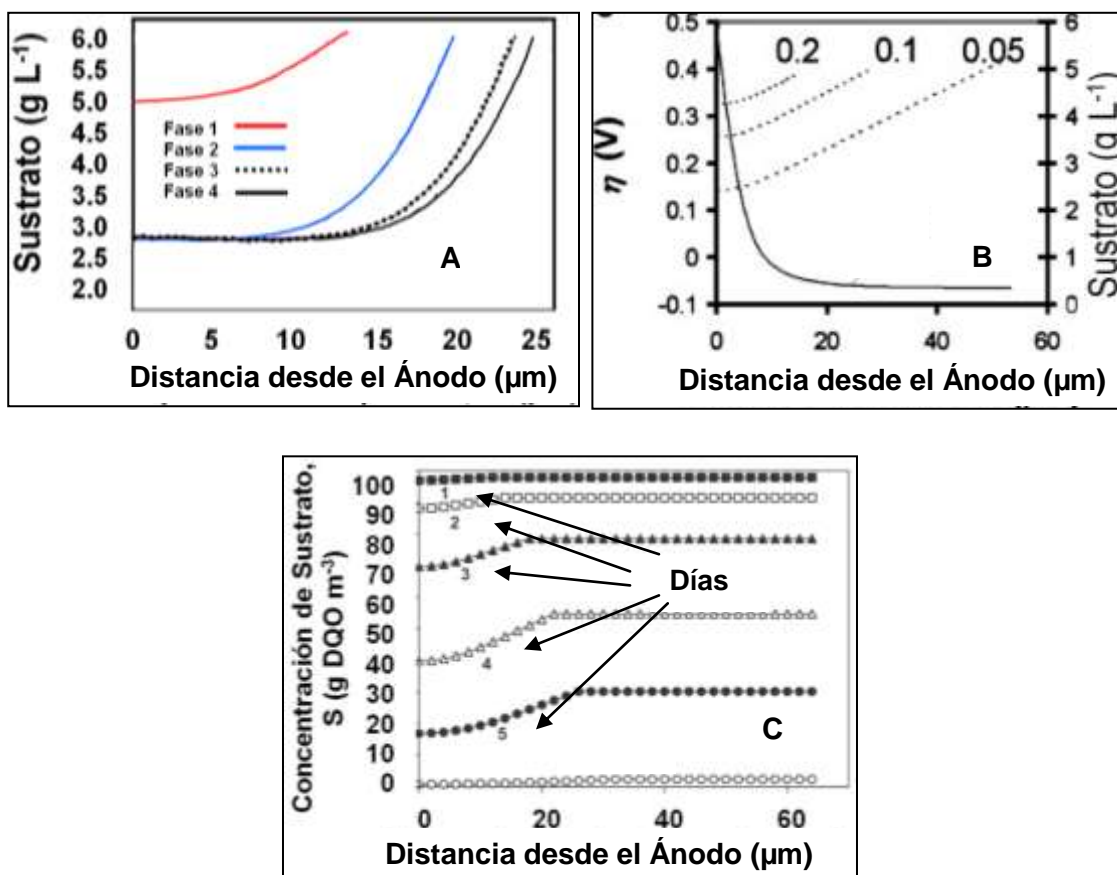 Sustrato (g L⁻¹)
6.0
5.5
5.0
4.5
4.0
3.5
3.0
2.5
2.0
Fase 1
Fase 2
Fase 3
Fase 4
A
0 5 10 15 20 25
Distancia desde el Ánodo (µm)
η (V)
0.5
0.4
0.3
0.2
0.1
0
-0.1
0.2 0.1 0.05
B
6
5
4
3
2
1
0
Sustrato (g L⁻¹)
0 20 40 60
Distancia desde el Ánodo (µm)
Concentración de Sustrato,
S (g DQO m⁻³)
100
90
80
70
60
50
40
30
20
10
0
1
2
3
4
5
Días
C
0 20 40 60
Distancia desde el Ánodo (µm)